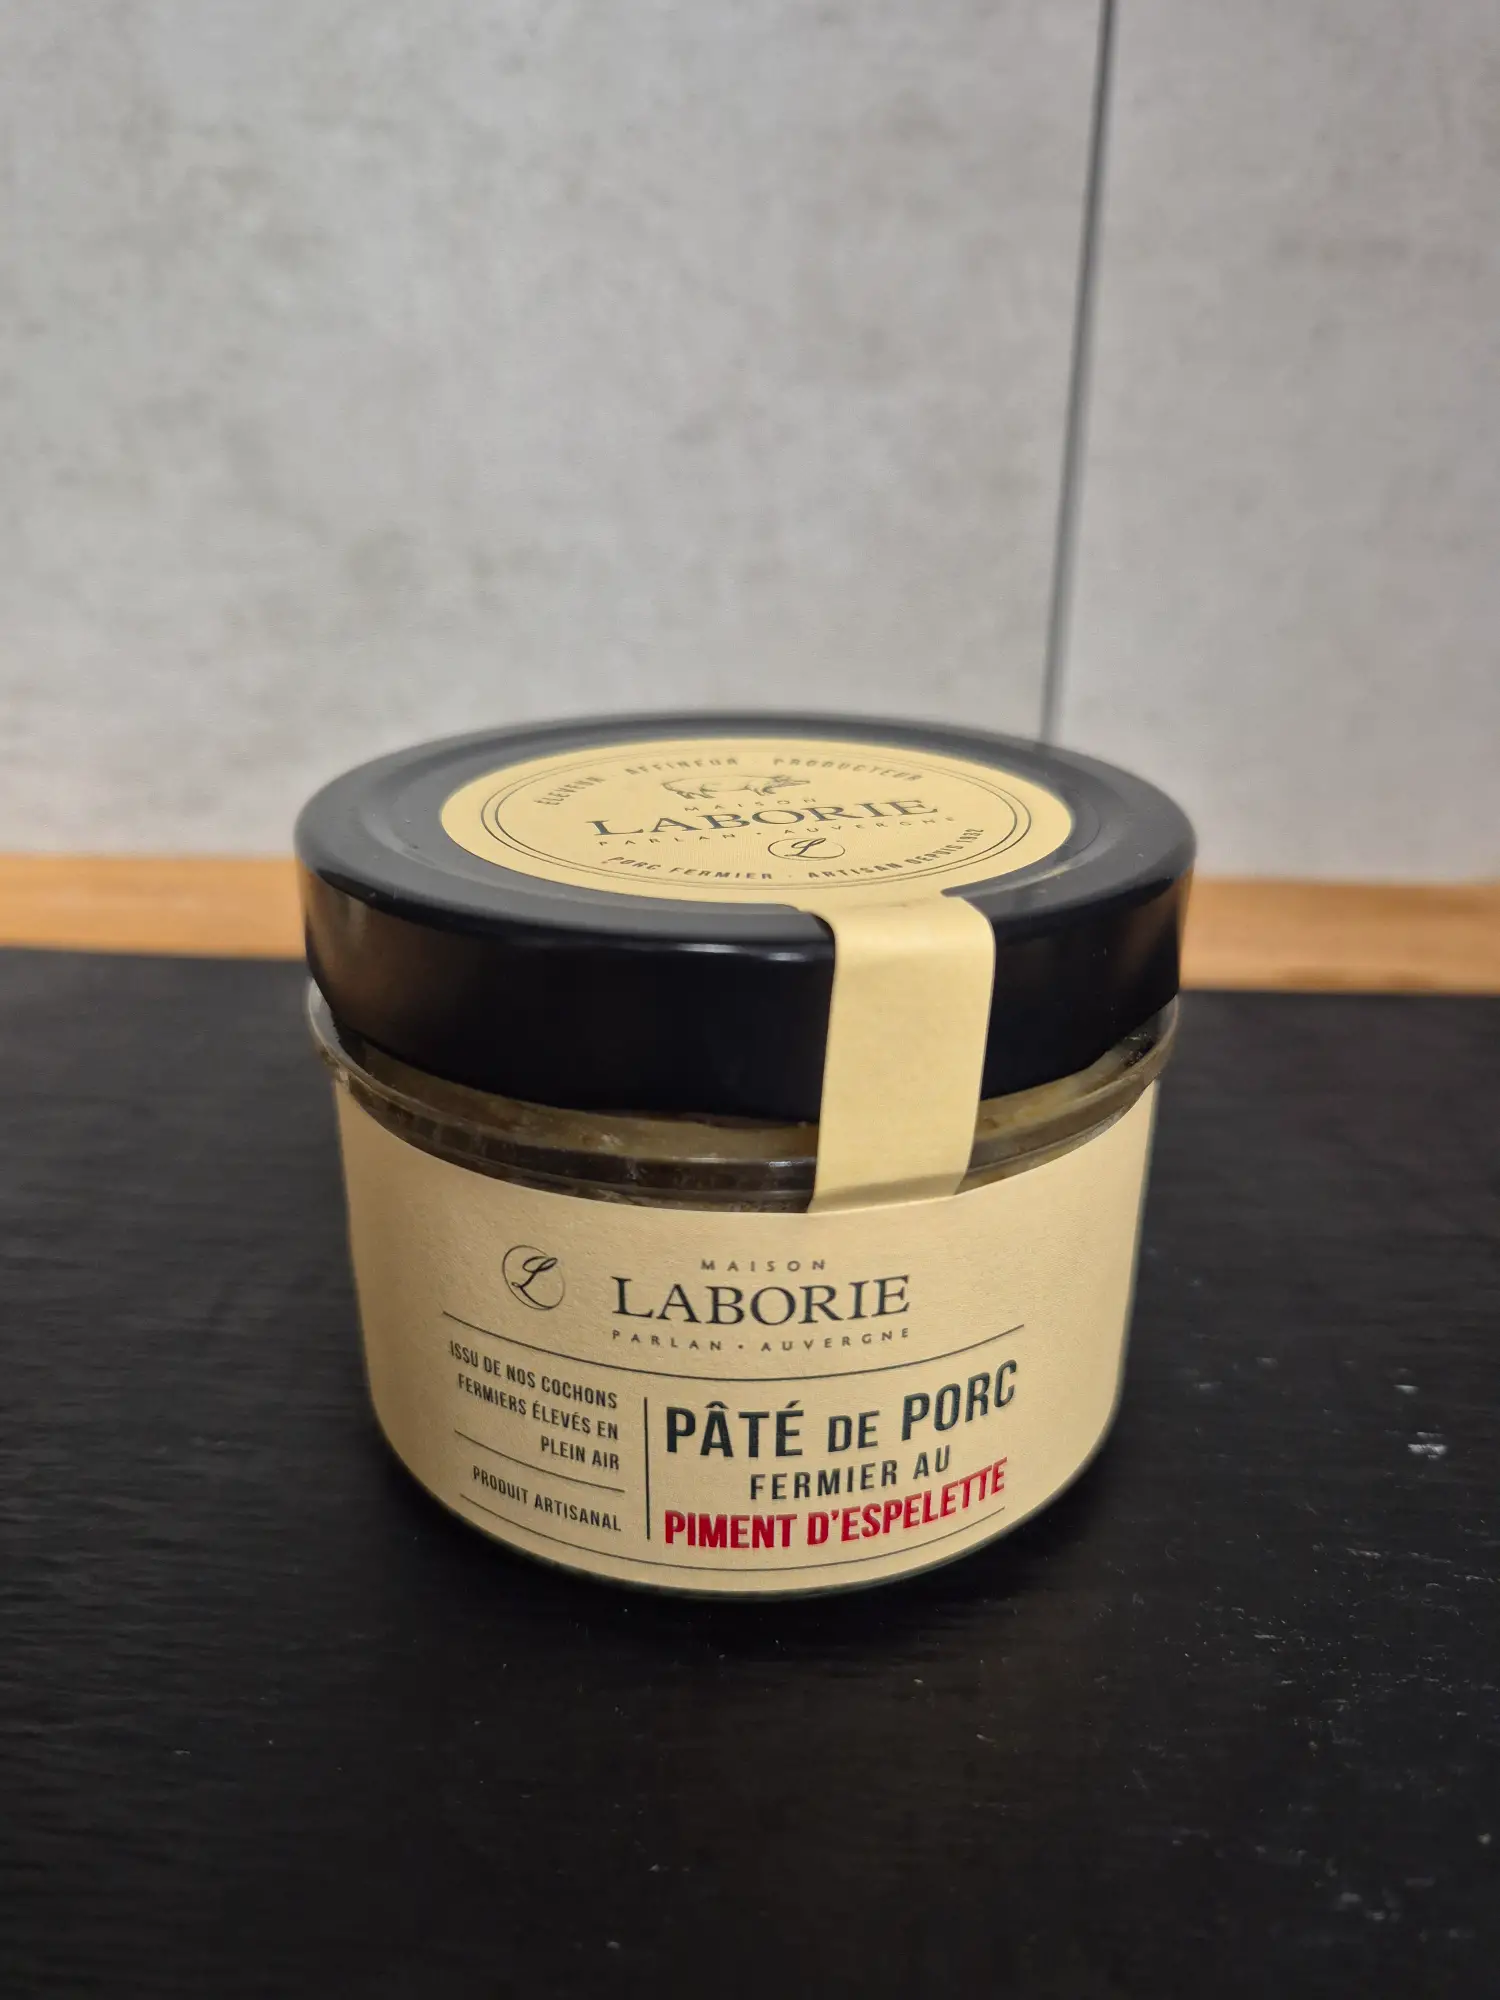 ÉLEVEUR · AFFINEUR · PRODUCTEUR
MAISON
LABORIE
PARLAN · AUVERGNE
L
PORC FERMIER · ARTISAN DEPUIS 1932
L
MAISON
LABORIE
PARLAN · AUVERGNE
ISSU DE NOS COCHONS
FERMIERS ÉLEVÉS EN
PLEIN AIR
PRODUIT ARTISANAL
PÂTÉ DE PORC
FERMIER AU
PIMENT D'ESPELETTE